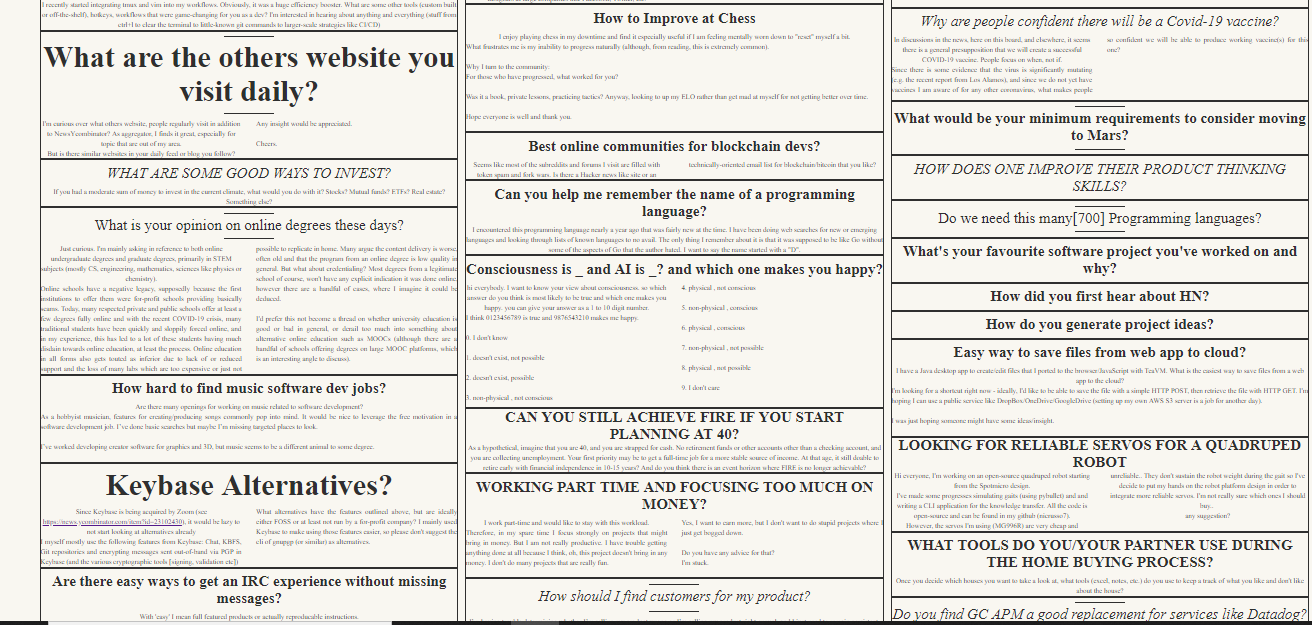 I recently started integrating tmux and vim into my workflows. Obviously, it was a huge efficiency booster. What are some other tools (custom built
or off-the-shelf), hotkeys, workflows that were game-changing for you as a dev? I'm interested in hearing about anything and everything (stuff from
ctrl+l to clear the terminal to little-known git commands to larger-scale strategies like CI/CD)
What are the others website you
visit daily?
I'm curious over what others website, people regularly visit in addition
to NewsYcombinator? As aggregator, I finds it great, especially for
topic that are out of my area.
But is there similar websites in your daily feed or blog you follow?
Any insight would be appreciated.
Cheers.
WHAT ARE SOME GOOD WAYS TO INVEST?
If you had a moderate sum of money to invest in the current climate, what would you do with it? Stocks? Mutual funds? ETFs? Real estate?
Something else?
What is your opinion on online degrees these days?
Just curious. I'm mainly asking in reference to both online
undergraduate degrees and graduate degrees, primarily in STEM
subjects (mostly CS, engineering, mathematics, sciences like physics or
chemistry).
Online schools have a negative legacy, supposedly because the first
institutions to offer them were for-profit schools providing basically
scams. Today, many respected private and public schools offer at least a
few degrees fully online and with the recent COVID-19 crisis, many
traditional students have been quickly and sloppily forced online, and
in my experience, this has led to a lot of these students having much
disdain towards online education, at least the process. Online education
in all forms also gets touted as inferior due to lack of or reduced
support and the loss of many labs which are too expensive or just not
possible to replicate in home. Many argue the content delivery is worse,
often old and that the program from an online degree is low quality in
general. But what about credentialing? Most degrees from a legitimate
school of course, won't have any explicit indication it was done online,
however there are a handful of cases, where I imagine it could be
deduced.
I'd prefer this not become a thread on whether university education is
good or bad in general, or derail too much into something about
alternative online education such as MOOCs (although there are a
handful of schools offering degrees on large MOOC platforms, which
is an interesting angle to discuss).
How hard to find music software dev jobs?
Are there many openings for working on music related to software development?
As a hobbyist musician, features for creating/producing songs commonly pop into mind. It would be nice to leverage the free motivation in a
software development job. I've done basic searches but maybe I'm missing targeted places to look.
I've worked developing creator software for graphics and 3D, but music seems to be a different animal to some degree.
Keybase Alternatives?
Since Keybase is being acquired by Zoom (see
https://news.ycombinator.com/item?id=23102430), it would be lazy to
not start looking at alternatives already
I myself mostly use the following features from Keybase: Chat, KBFS,
Git repositories and encrypting messages sent out-of-band via PGP in
Keybase (and the various cryptographic tools [signing, validation etc])
What alternatives have the features outlined above, but are ideally
either FOSS or at least not run by a for-profit company? I mainly used
Keybase to make using those features easier, so please don't suggest the
cli of gnupgp (or similar) as alternatives.
Are there easy ways to get an IRC experience without missing
messages?
With 'easy' I mean full featured products or actually reproduceable instructions.
How to Improve at Chess
I enjoy playing chess in my downtime and find it especially useful if I am feeling mentally worn down to "reset" myself a bit.
What frustrates me is my inability to progress naturally (although, from reading, this is extremely common).
Why I turn to the community:
For those who have progressed, what worked for you?
Was it a book, private lessons, practicing tactics? Anyway, looking to up my ELO rather than get mad at myself for not getting better over time.
Hope everyone is well and thank you.
Best online communities for blockchain devs?
Seems like most of the subreddits and forums I visit are filled with
token spam and fork wars. Is there a Hacker news like site or an
technically-oriented email list for blockchain/bitcoin that you like?
Can you help me remember the name of a programming
language?
I encountered this programming language nearly a year ago that was fairly new at the time. I have been doing web searches for new or emerging
languages and looking through lists of known languages to no avail. The only thing I remember about it is that it was supposed to be like Go without
some of the aspects of Go that the author hated. I want to say the name started with a "D".
Consciousness is _ and AI is _? and which one makes you happy?
hi everybody. I want to know your view about consciousness. so which
answer do you think is most likely to be true and which one makes you
happy. you can give your answer as a 1 to 10 digit number.
I think 0123456789 is true and 9876543210 makes me happy.
0. I don't know
1. doesn't exist, not possible
2. doesn't exist, possible
3. non-physical , not conscious
4. physical , not conscious
5. non-physical , conscious
6. physical , conscious
7. non-physical , not possible
8. physical , not possible
9. I don't care
CAN YOU STILL ACHIEVE FIRE IF YOU START
PLANNING AT 40?
As a hypothetical, imagine that you are 40, and you are strapped for cash. No retirement funds or other accounts other than a checking account, and
you are collecting unemployment. Your first priority may be to get a full-time job for a more stable source of income. At that age, it still doable to
retire early with financial independence in 10-15 years? And do you think there is an event horizon where FIRE is no longer achievable?
WORKING PART TIME AND FOCUSING TOO MUCH ON
MONEY?
I work part-time and would like to stay with this workload.
Therefore, in my spare time I focus strongly on projects that might
bring in money. But I am not really productive. I have trouble getting
anything done at all because I think, oh, this project doesn't bring in any
money. I don't do many projects that are really fun.
Yes, I want to earn more, but I don't want to do stupid projects where I
just get bogged down.
Do you have any advice for that?
I'm stuck.
How should I find customers for my product?
Why are people confident there will be a Covid-19 vaccine?
In discussions in the news, here on this board, and elsewhere, it seems
there is a general presupposition that we will create a successful
COVID-19 vaccine. People focus on when, not if.
Since there is some evidence that the virus is significantly mutating
(e.g. the recent report from Los Alamos), and since we do not yet have
vaccines I am aware of for any other coronavirus, what makes people
so confident we will be able to produce working vaccine(s) for this
one?
What would be your minimum requirements to consider moving
to Mars?
HOW DOES ONE IMPROVE THEIR PRODUCT THINKING
SKILLS?
Do we need this many[700] Programming languages?
What's your favourite software project you've worked on and
why?
How did you first hear about HN?
How do you generate project ideas?
Easy way to save files from web app to cloud?
I have a Java desktop app to create/edit files that I ported to the browser/JavaScript with TeaVM. What is the easiest way to save files from a web
app to the cloud?
I'm looking for a shortcut right now - ideally, I'd like to be able to save the file with a simple HTTP POST, then retrieve the file with HTTP GET. I'm
hoping I can use a public service like DropBox/OneDrive/GoogleDrive (setting up my own AWS S3 server is a job for another day).
I was just hoping someone might have some ideas/insight.
LOOKING FOR RELIABLE SERVOS FOR A QUADRUPED
ROBOT
Hi everyone, I'm working on an open-source quadruped robot starting
from the Spotmicro design.
I've made some progresses simulating gaits (using pybullet) and and
writing a CLI application for the knowledge transfer. All the code is
open-source and can be found in my github (nicrusso7).
However, the servos I'm using (MG996R) are very cheap and
unreliable.. They don't sustain the robot weight during the gait so I've
decide to put my hands on the robot platform design in order to
integrate more reliable servos. I'm not really sure which ones I should
buy..
any suggestion?
WHAT TOOLS DO YOU/YOUR PARTNER USE DURING
THE HOME BUYING PROCESS?
Once you decide which houses you want to take a look at, what tools (excel, notes, etc.) do you use to keep a track of what you like and don't like
about the house?
Do you find GC APM a good replacement for services like Datadog?